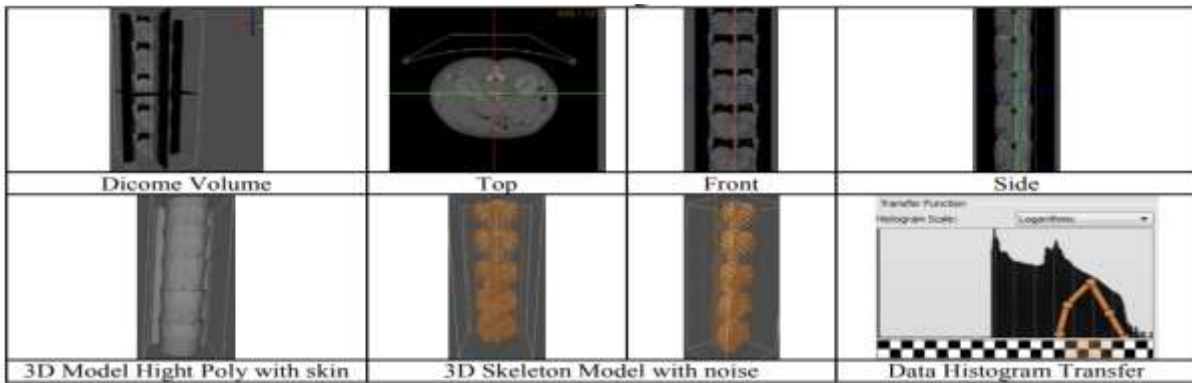 Dicome Volume
Top
Front
Side
Transfer Function
Histogram Scale:
Logarithmic
3D Model Hight Poly with skin
3D Skeleton Model with noise
Data Histogram Transfer